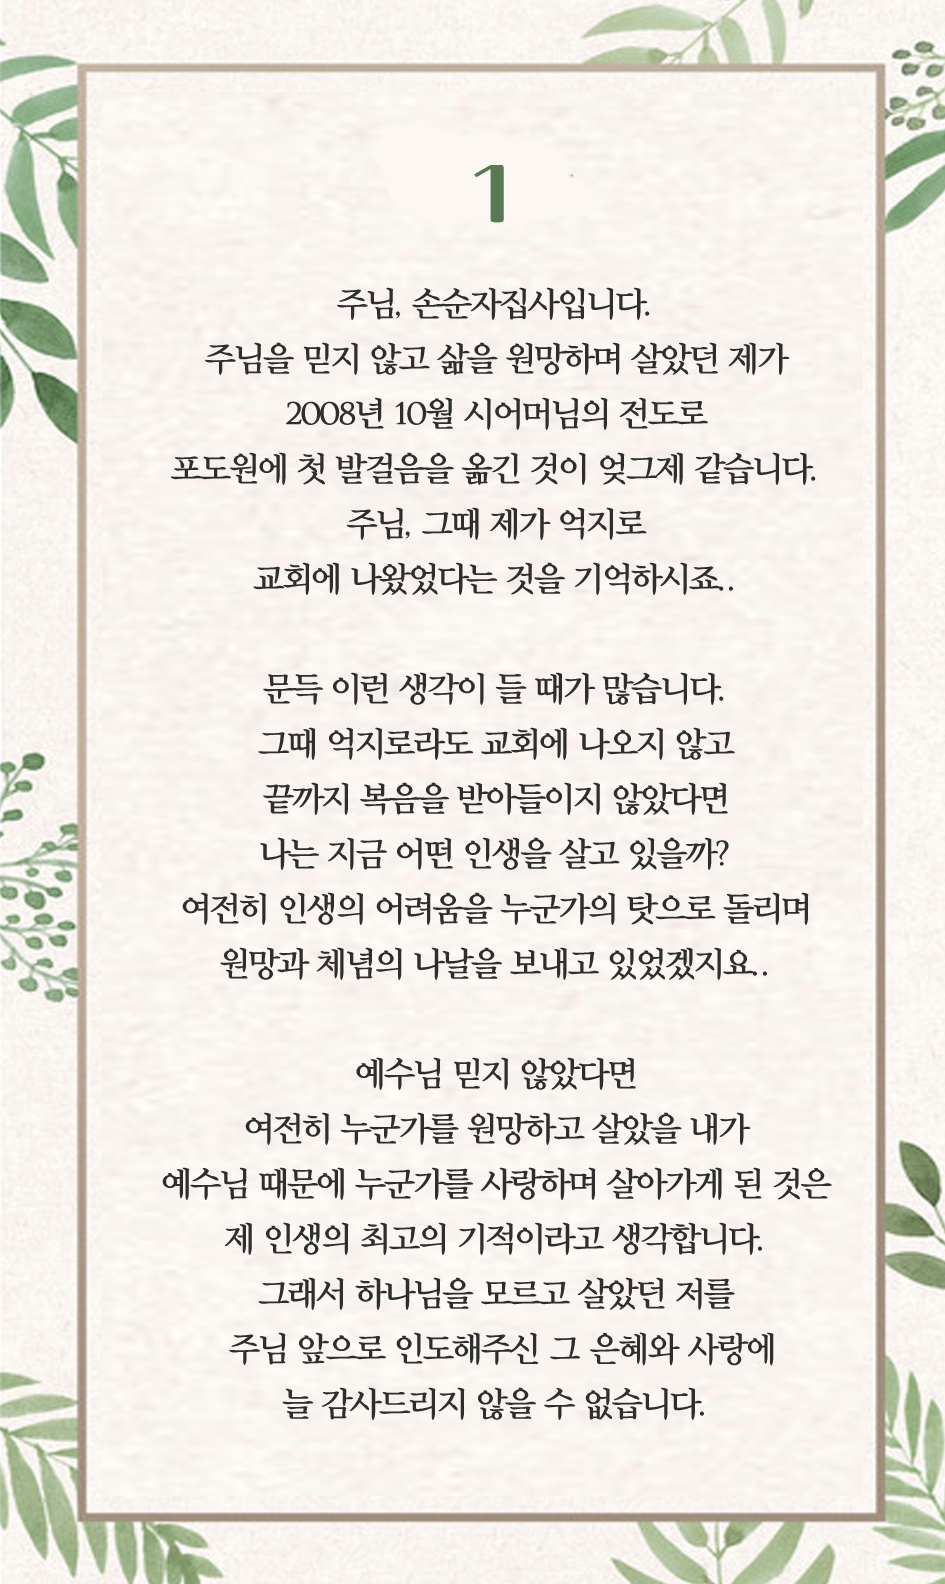 1
주님, 손순자집사입니다.
주님을 믿지 않고 삶을 원망하며 살았던 제가
2008년 10월 시어머님의 전도로
포도원에 첫 발걸음을 옮긴 것이 엊그제 같습니다.
주님, 그때 제가 억지로
교회에 나왔었다는 것을 기억하시죠..
문득 이런 생각이 들 때가 많습니다.
그때 억지로라도 교회에 나오지 않고
끝까지 복음을 받아들이지 않았다면
나는 지금 어떤 인생을 살고 있을까?
여전히 인생의 어려움을 누군가의 탓으로 돌리며
원망과 체념의 나날을 보내고 있었겠지요..
예수님 믿지 않았다면
여전히 누군가를 원망하고 살았을 내가
예수님 때문에 누군가를 사랑하며 살아가게 된 것은
제 인생의 최고의 기적이라고 생각합니다.
그래서 하나님을 모르고 살았던 저를
주님 앞으로 인도해주신 그 은혜와 사랑에
늘 감사드리지 않을 수 없습니다.